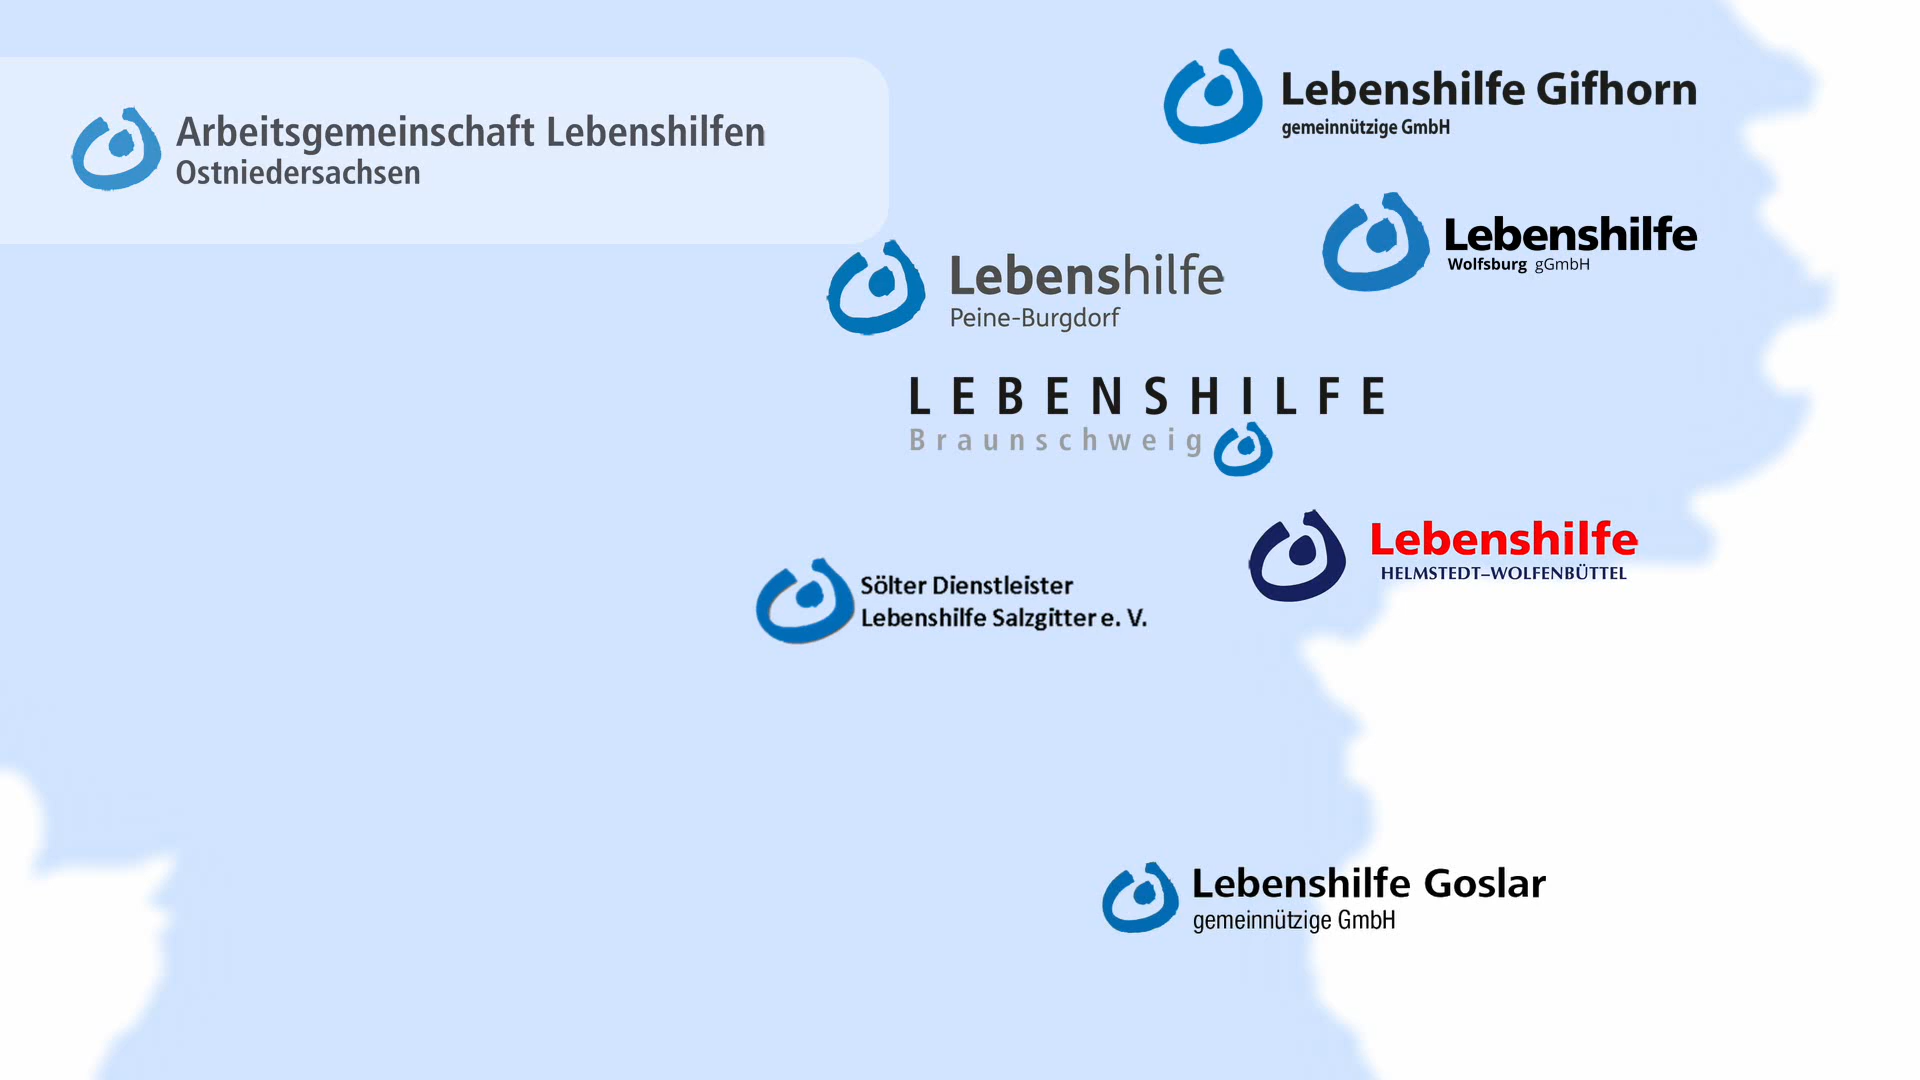 Arbeitsgemeinschaft Lebenshilfen
Ostniedersachsen
Lebenshilfe Gifhorn
gemeinnützige GmbH
Lebenshilfe
Wolfsburg gGmbH
Lebenshilfe
Peine-Burgdorf
LEBENSHILFE
Braunschweig
Lebenshilfe
HELMSTEDT–WOLFENBÜTTEL
Sölter Dienstleister
Lebenshilfe Salzgitter e. V.
Lebenshilfe Goslar
gemeinnützige GmbH